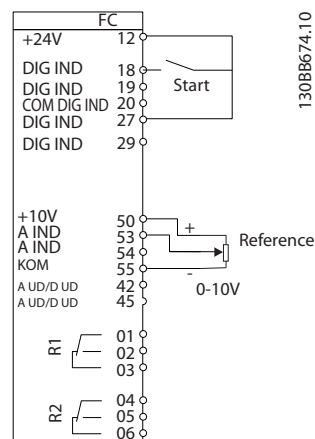 FC
+24V 12
DIG IND 18
DIG IND 19
COM DIG IND 20
DIG IND 27
DIG IND 29
Start
+10V 50
A IND 53
A IND 54
KOM 55
A UD/D UD 42
A UD/D UD 45
+
Reference
-
0-10V
R1
01
02
03
R2
04
05
06
130BB674.10